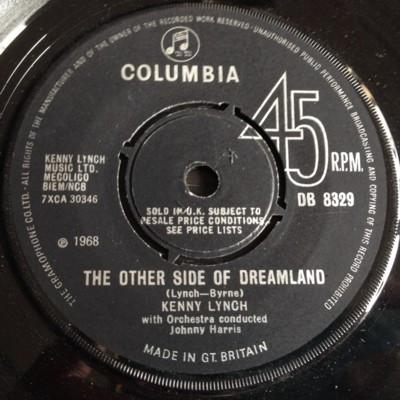 THE GRAMOPHONE CO. LTD. - ALL RIGHTS OF THE MANUFACTURER AND OF THE OWNER OF THE RECORDED WORK RESERVED · UNAUTHORISED PUBLIC PERFORMANCE BROADCASTING AND COPYING OF THIS RECORD PROHIBITED
COLUMBIA
45
R.P.M.
KENNY LYNCH
MUSIC LTD.
MECOLICO
BIEM/NCB
7XCA 30346
DB 8329
SOLD IN U.K. SUBJECT TO
RESALE PRICE CONDITIONS,
SEE PRICE LISTS
℗ 1968
THE OTHER SIDE OF DREAMLAND
(Lynch—Byrne)
KENNY LYNCH
with Orchestra conducted
Johnny Harris
MADE IN GT. BRITAIN